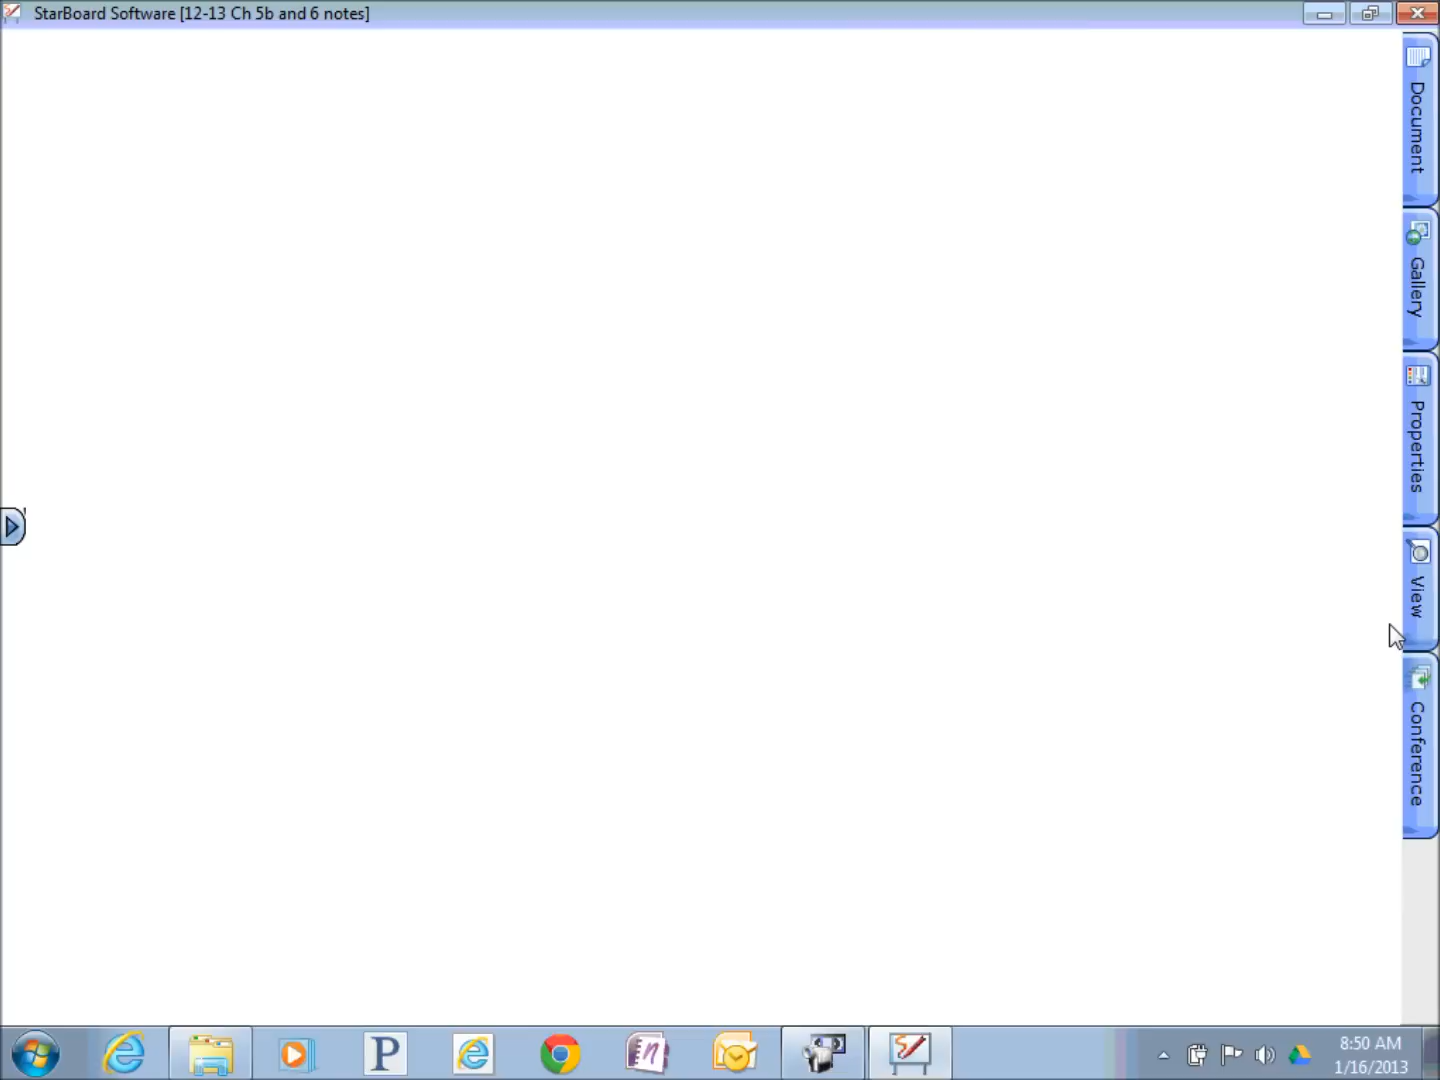 StarBoard Software [12-13 Ch 5b and 6 notes]
Document
Gallery
Properties
View
Conference
8:50 AM
1/16/2013